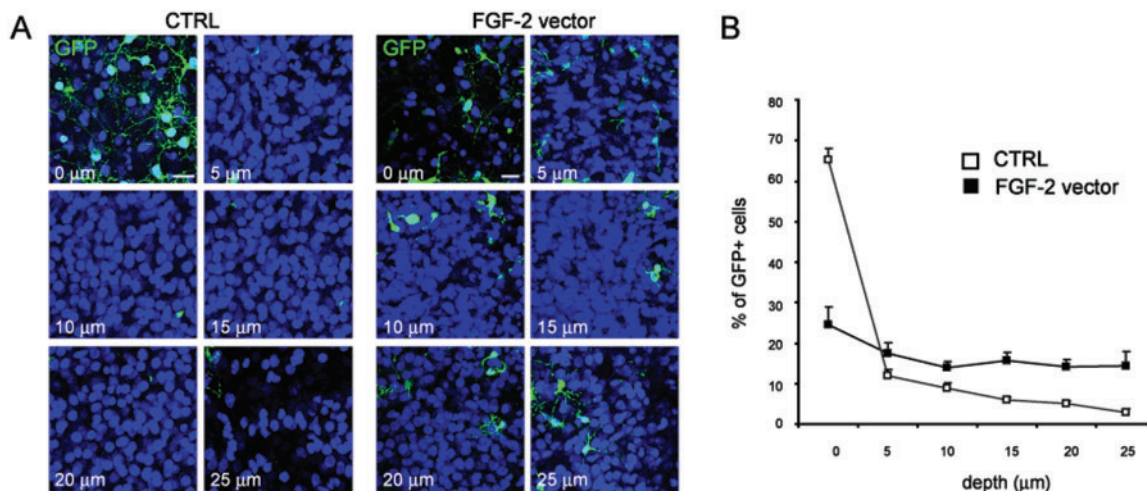 A
CTRL
FGF-2 vector
GFP
0 μm
5 μm
GFP
0 μm
5 μm
10 μm
15 μm
10 μm
15 μm
20 μm
25 μm
20 μm
25 μm
B
80
70
60
50
40
30
20
10
0
% of GFP+ cells
CTRL
FGF-2 vector
0 5 10 15 20 25
depth (μm)